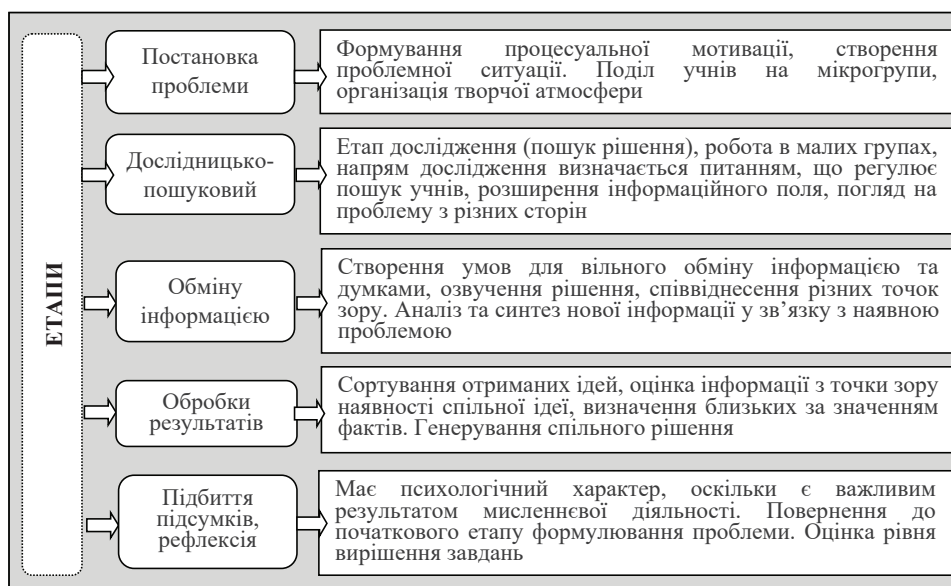 ЕТАПИ
Постановка
проблеми
Формування процесуальної мотивації, створення
проблемної ситуації. Поділ учнів на мікрогрупи,
організація творчої атмосфери
Дослідницько-
пошуковий
Етап дослідження (пошук рішення), робота в малих групах,
напрям дослідження визначається питанням, що регулює
пошук учнів, розширення інформаційного поля, погляд на
проблему з різних сторін
Обміну
інформацією
Створення умов для вільного обміну інформацією та
думками, озвучення рішення, співвіднесення різних точок
зору. Аналіз та синтез нової інформації у зв’язку з наявною
проблемою
Обробки
результатів
Сортування отриманих ідей, оцінка інформації з точки зору
наявності спільної ідеї, визначення близьких за значенням
фактів. Генерування спільного рішення
Підбиття
підсумків,
рефлексія
Має психологічний характер, оскільки є важливим
результатом мисленнєвої діяльності. Повернення до
початкового етапу формулювання проблеми. Оцінка рівня
вирішення завдань